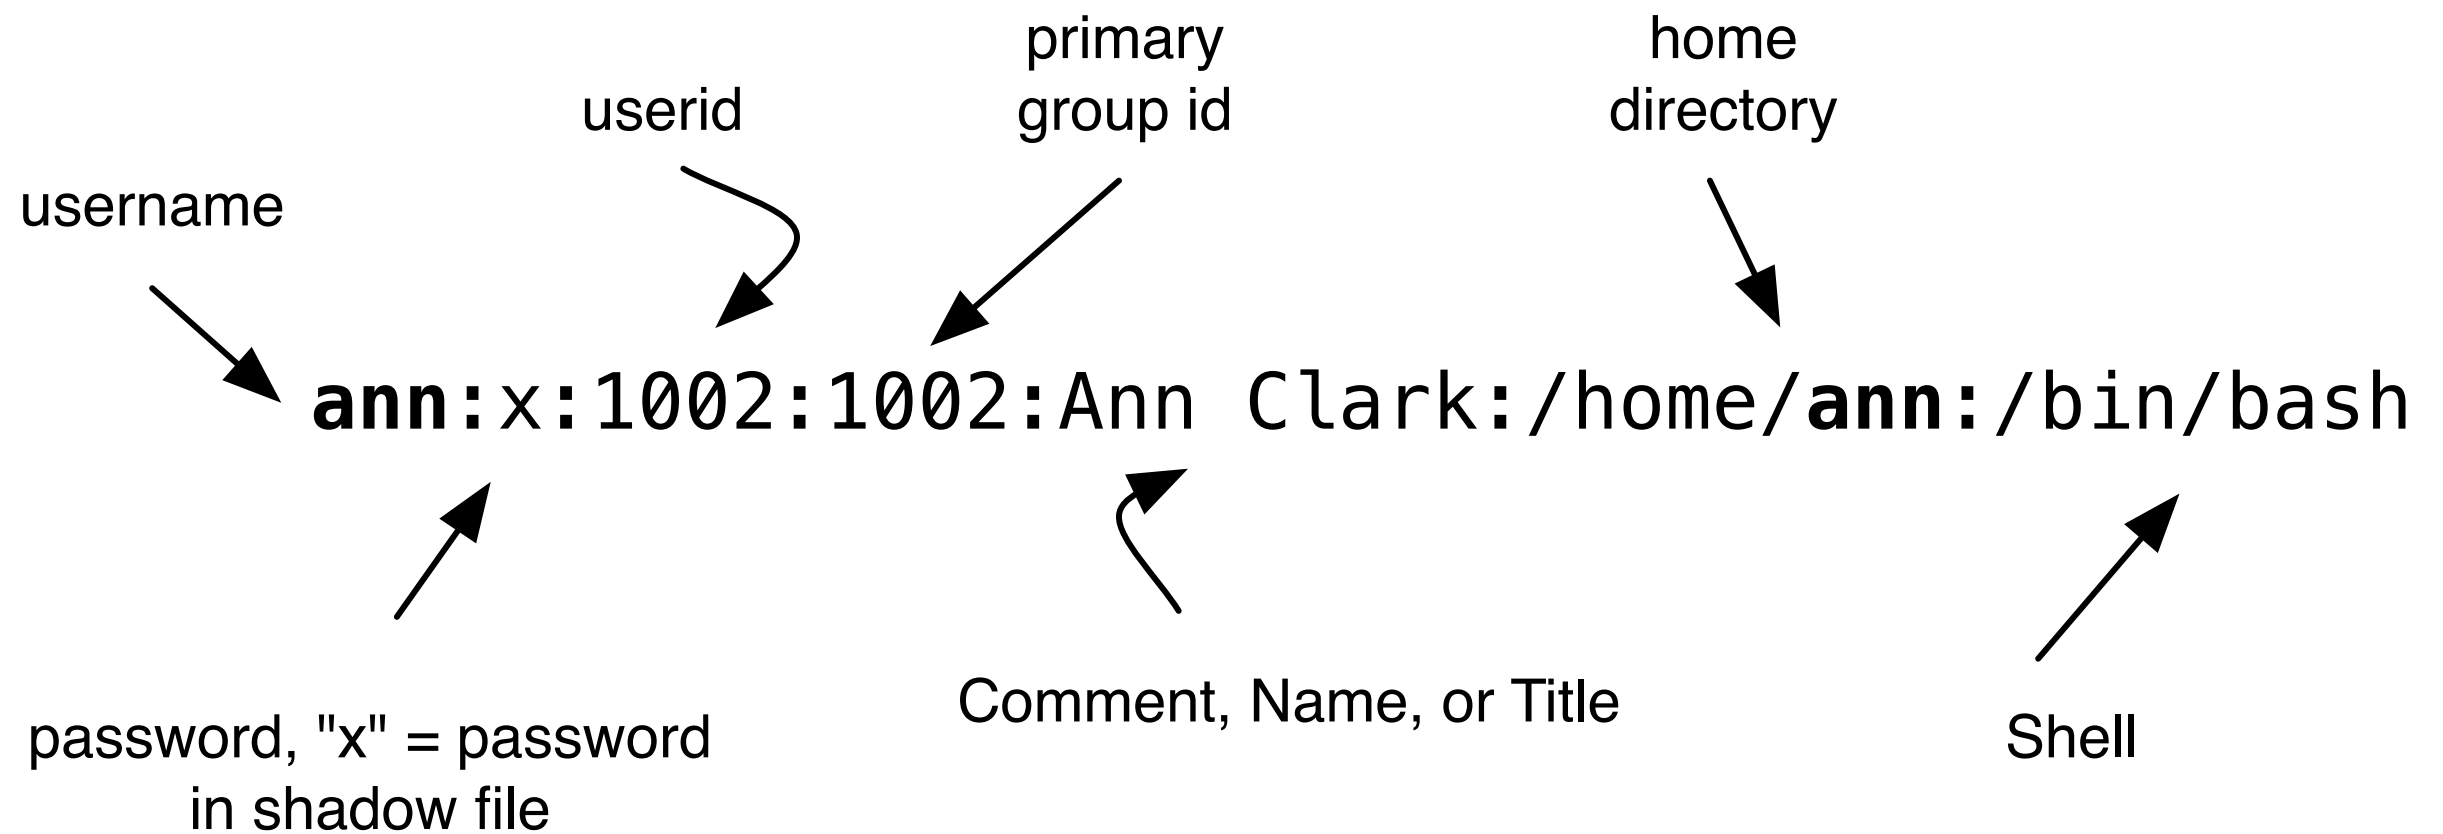 primary
group id
home
directory
userid
username
ann:x:1002:1002:Ann Clark:/home/ann:/bin/bash
password, "x" = password
in shadow file
Comment, Name, or Title
Shell